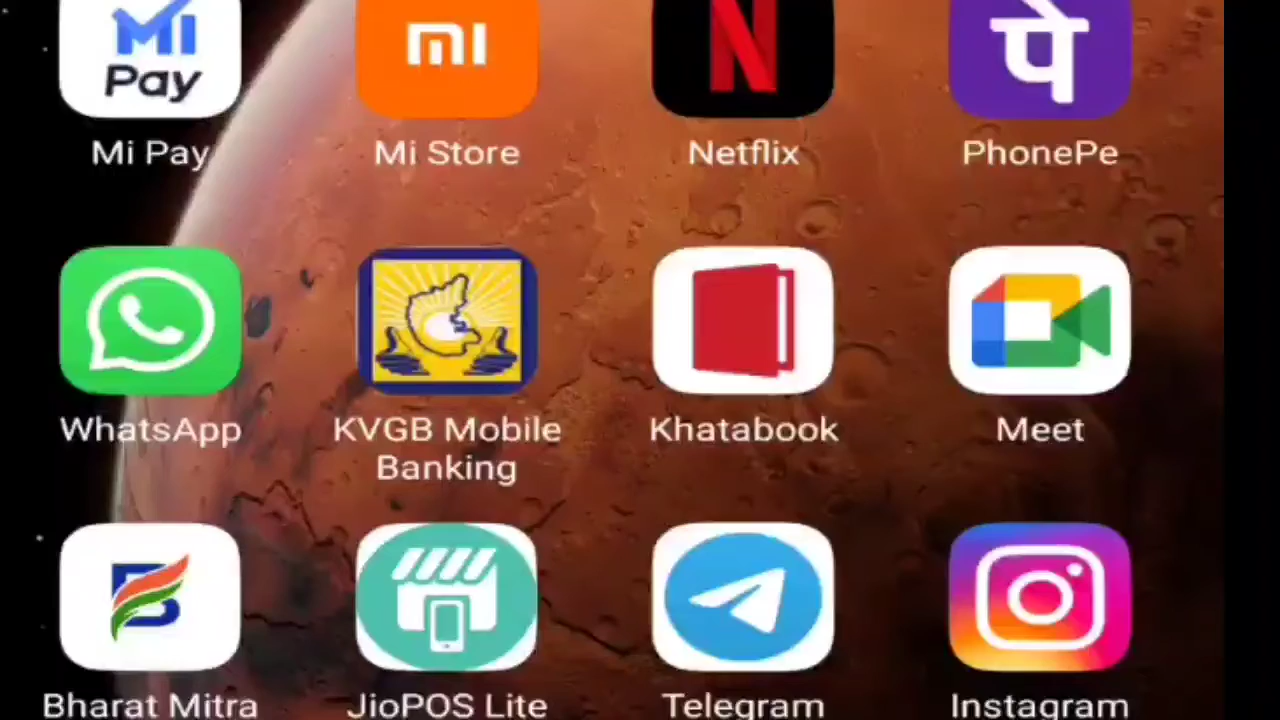 Mi
Pay
mi
N
पे
Mi Pay
Mi Store
Netflix
PhonePe
WhatsApp
KVGB Mobile
Banking
Khatabook
Meet
B
Bharat Mitra
JioPOS Lite
Telegram
Instagram